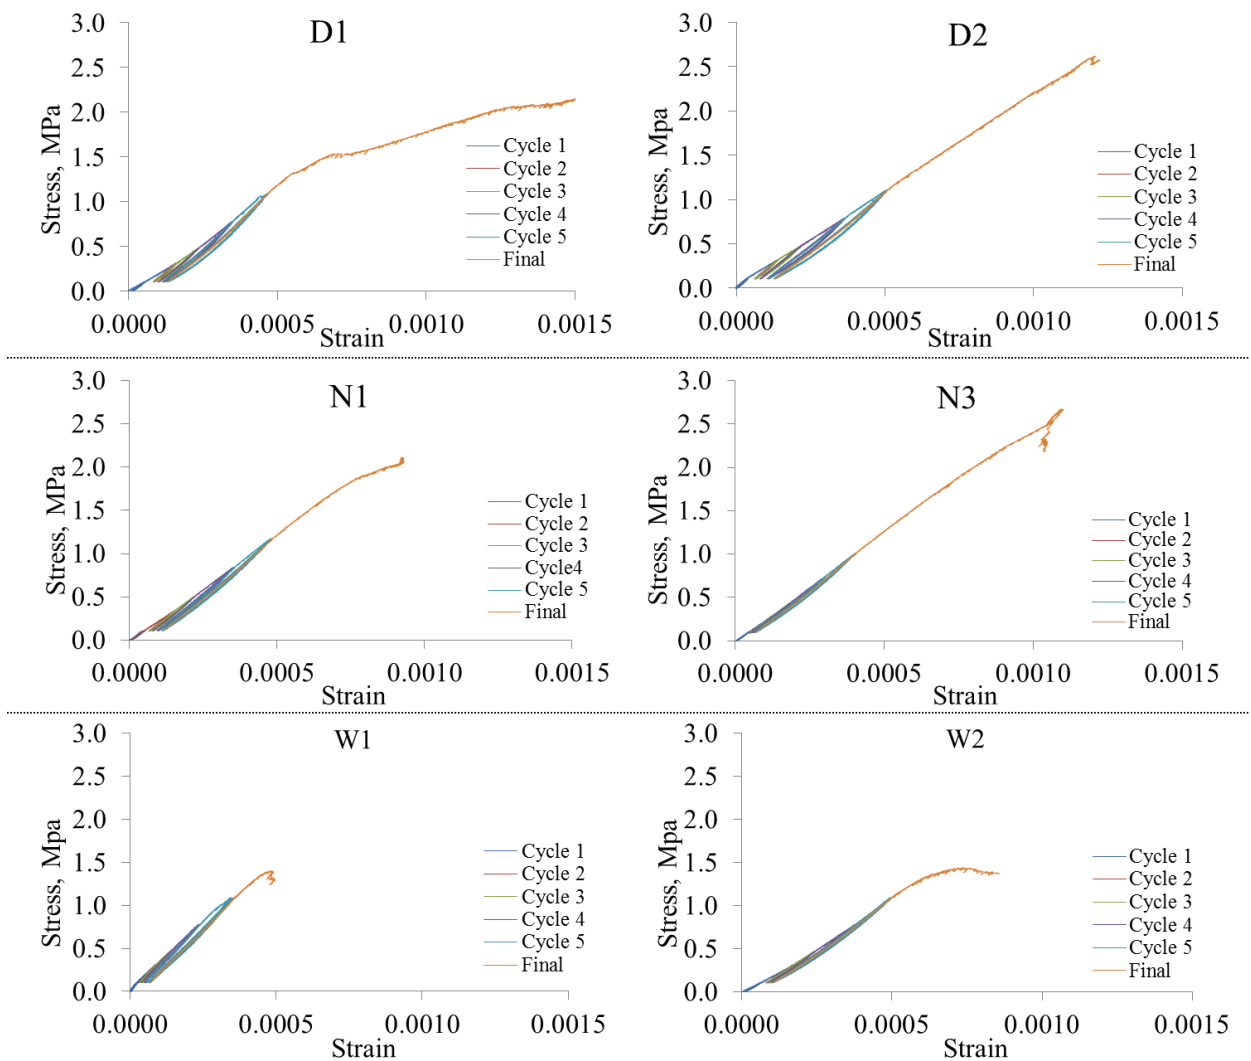 D1
Stress, MPa
3.0
2.5
2.0
1.5
1.0
0.5
0.0
0.0000
0.0005
0.0010
0.0015
Strain
Cycle 1
Cycle 2
Cycle 3
Cycle 4
Cycle 5
Final
D2
Stress, Mpa
3.0
2.5
2.0
1.5
1.0
0.5
0.0
0.0000
0.0005
0.0010
0.0015
Strain
Cycle 1
Cycle 2
Cycle 3
Cycle 4
Cycle 5
Final
N1
Stress, MPa
3.0
2.5
2.0
1.5
1.0
0.5
0.0
0.0000
0.0005
0.0010
0.0015
Strain
Cycle 1
Cycle 2
Cycle 3
Cycle4
Cycle 5
Final
N3
Stress, MPa
3.0
2.5
2.0
1.5
1.0
0.5
0.0
0.0000
0.0005
0.0010
0.0015
Strain
Cycle 1
Cycle 2
Cycle 3
Cycle 4
Cycle 5
Final
W1
Stress, Mpa
3.0
2.5
2.0
1.5
1.0
0.5
0.0
0.0000
0.0005
0.0010
0.0015
Strain
Cycle 1
Cycle 2
Cycle 3
Cycle 4
Cycle 5
Final
W2
Stress, Mpa
3.0
2.5
2.0
1.5
1.0
0.5
0.0
0.0000
0.0005
0.0010
0.0015
Strain
Cycle 1
Cycle 2
Cycle 3
Cycle 4
Cycle 5
Final